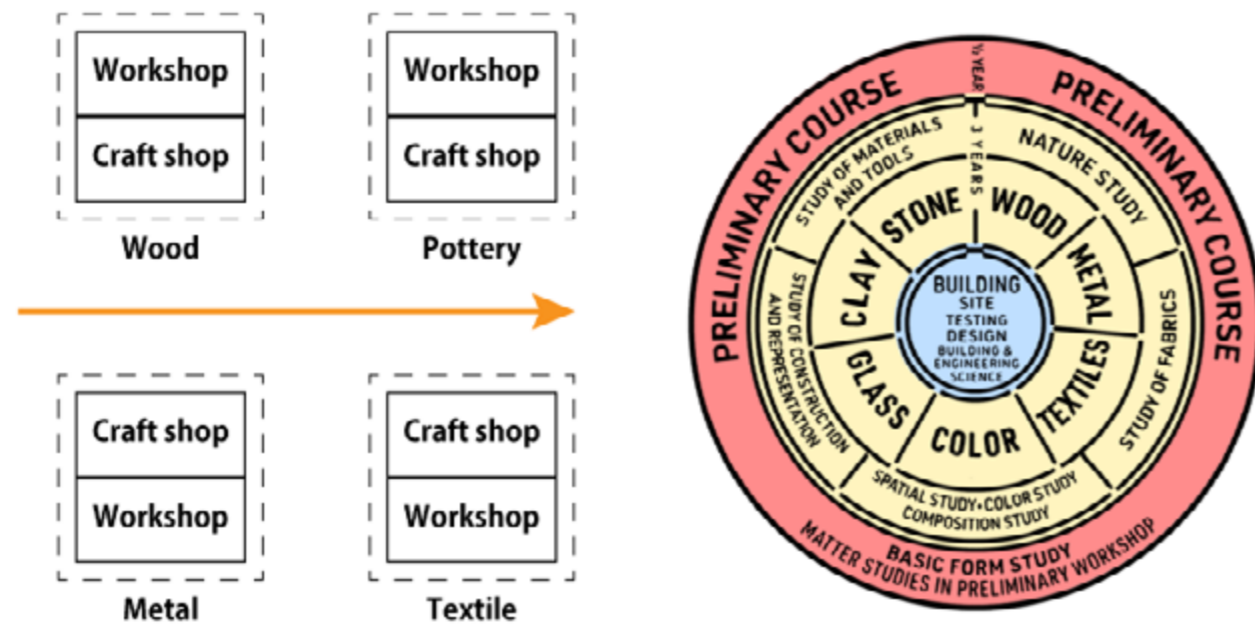 Workshop
Craft shop
Wood
Workshop
Craft shop
Pottery
Craft shop
Workshop
Metal
Craft shop
Workshop
Textile
PRELIMINARY COURSE
½ YEAR
PRELIMINARY COURSE
BASIC FORM STUDY
MATTER STUDIES IN PRELIMINARY WORKSHOP
3 YEARS
STUDY OF MATERIALS
AND TOOLS
NATURE STUDY
STUDY OF FABRICS
SPATIAL STUDY•COLOR STUDY
COMPOSITION STUDY
STUDY OF CONSTRUCTION
AND REPRESENTATION
STONE
WOOD
METAL
TEXTILES
COLOR
GLASS
CLAY
BUILDING
SITE
TESTING
DESIGN
BUILDING &
ENGINEERING
SCIENCE